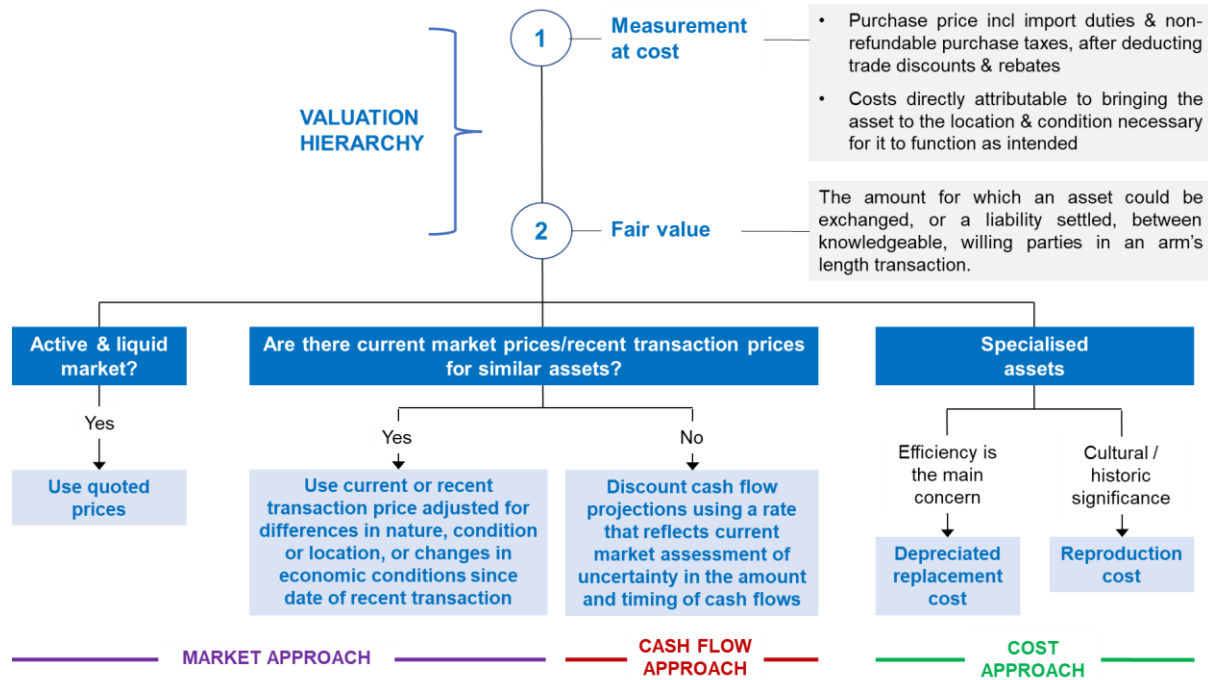 1
Measurement
at cost
• Purchase price incl import duties & non-
refundable purchase taxes, after deducting
trade discounts & rebates
• Costs directly attributable to bringing the
asset to the location & condition necessary
for it to function as intended
VALUATION
HIERARCHY
2
Fair value
The amount for which an asset could be
exchanged, or a liability settled, between
knowledgeable, willing parties in an arm's
length transaction.
Active & liquid
market?
Yes
Use quoted
prices
Are there current market prices/recent transaction prices
for similar assets?
Yes
Use current or recent
transaction price adjusted for
differences in nature, condition
or location, or changes in
economic conditions since
date of recent transaction
No
Discount cash flow
projections using a rate
that reflects current
market assessment of
uncertainty in the amount
and timing of cash flows
Specialised
assets
Efficiency is
the main
concern
Depreciated
replacement
cost
Cultural /
historic
significance
Reproduction
cost
MARKET APPROACH
CASH FLOW
APPROACH
COST
APPROACH